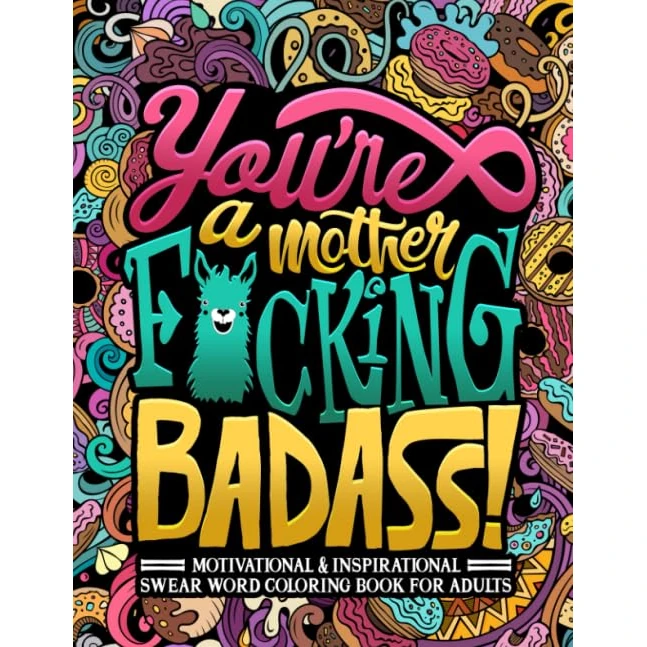 You're
a mother
F CKiNG
BADASS!
MOTIVATIONAL & INSPIRATIONAL
SWEAR WORD COLORING BOOK FOR ADULTS